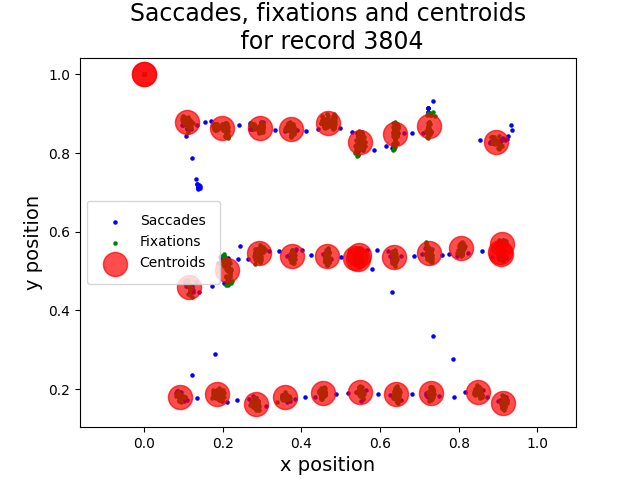 Saccades, fixations and centroids
for record 3804
1.0
0.8
0.6
0.4
0.2
y position
Saccades
Fixations
Centroids
0.0 0.2 0.4 0.6 0.8 1.0
x position